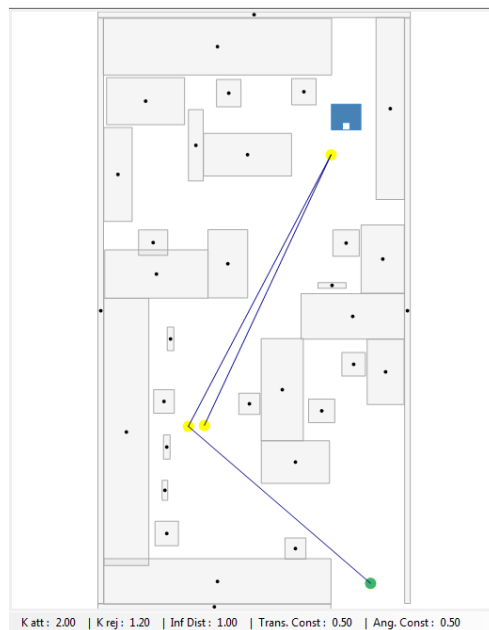 K att : 2.00 | K rej : 1.20 | Inf Dist : 1.00 | Trans. Const : 0.50 | Ang. Const : 0.50